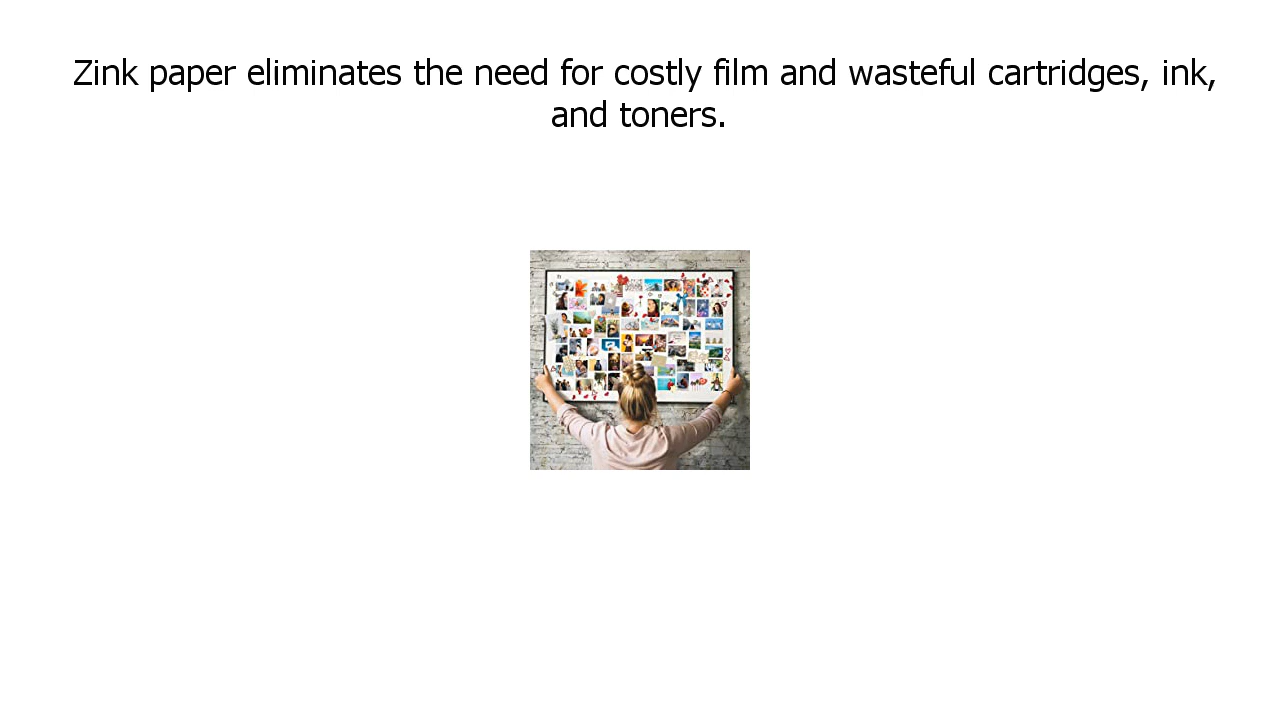 Zink paper eliminates the need for costly film and wasteful cartridges, ink,
and toners.